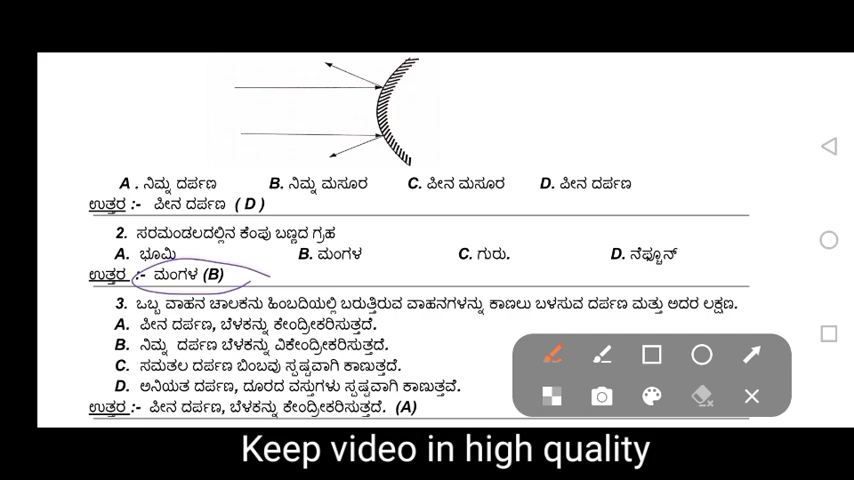 A . ನಿಮ್ನ ದರ್ಪಣ B. ನಿಮ್ನ ಮಸೂರ C. ಪೀನ ಮಸೂರ D. ಪೀನ ದರ್ಪಣ
ಉತ್ತರ :- ಪೀನ ದರ್ಪಣ ( D )
2. ಸರಮಂಡಲದಲ್ಲಿನ ಕೆಂಪು ಬಣ್ಣದ ಗ್ರಹ
A. ಭೂಮಿ B. ಮಂಗಳ C. ಗುರು. D. ನೆಫ್ಚೂನ್
ಉತ್ತರ :- ಮಂಗಳ (B)
3. ಒಬ್ಬ ವಾಹನ ಚಾಲಕನು ಹಿಂಬದಿಯಲ್ಲಿ ಬರುತ್ತಿರುವ ವಾಹನಗಳನ್ನು ಕಾಣಲು ಬಳಸುವ ದರ್ಪಣ ಮತ್ತು ಅದರ ಲಕ್ಷಣ.
A. ಪೀನ ದರ್ಪಣ, ಬೆಳಕನ್ನು ಕೇಂದ್ರೀಕರಿಸುತ್ತದೆ.
B. ನಿಮ್ನ ದರ್ಪಣ ಬೆಳಕನ್ನು ವಿಕೇಂದ್ರೀಕರಿಸುತ್ತದೆ.
C. ಸಮತಲ ದರ್ಪಣ ಬಿಂಬವು ಸ್ಪಷ್ಟವಾಗಿ ಕಾಣುತ್ತದೆ.
D. ಅನಿಯತ ದರ್ಪಣ, ದೂರದ ವಸ್ತುಗಳು ಸ್ಪಷ್ಟವಾಗಿ ಕಾಣುತ್ತವೆ.
ಉತ್ತರ :- ಪೀನ ದರ್ಪಣ, ಬೆಳಕನ್ನು ಕೇಂದ್ರೀಕರಿಸುತ್ತದೆ. (A)
Keep video in high quality